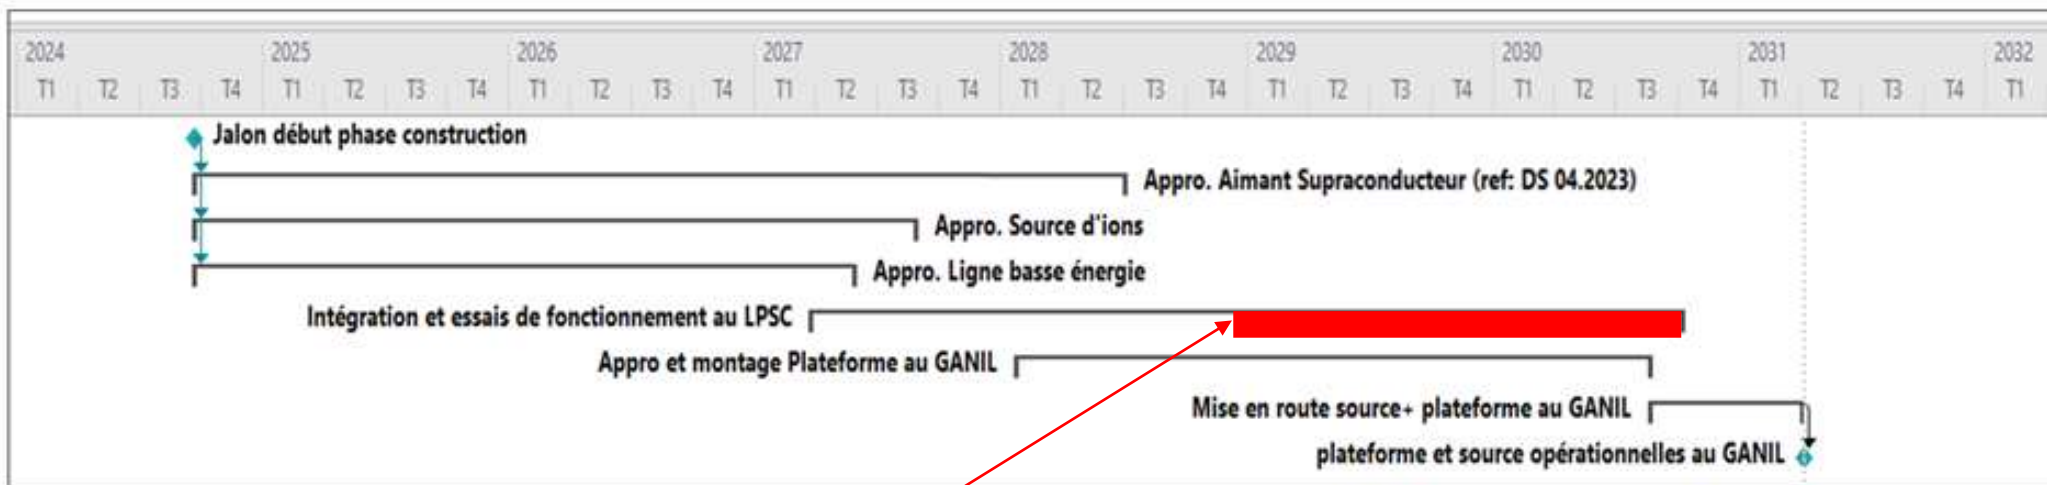 2024 2025 2026 2027 2028 2029 2030 2031 2032
T1 T2 T3 T4 T1 T2 T3 T4 T1 T2 T3 T4 T1 T2 T3 T4 T1 T2 T3 T4 T1 T2 T3 T4 T1 T2 T3 T4 T1 T2 T3 T4 T1
Jalon début phase construction
Appro. Aimant Supraconducteur (ref: DS 04.2023)
Appro. Source d'ions
Appro. Ligne basse énergie
Intégration et essais de fonctionnement au LPSC
Appro et montage Plateforme au GANIL
Mise en route source+ plateforme au GANIL
plateforme et source opérationnelles au GANIL